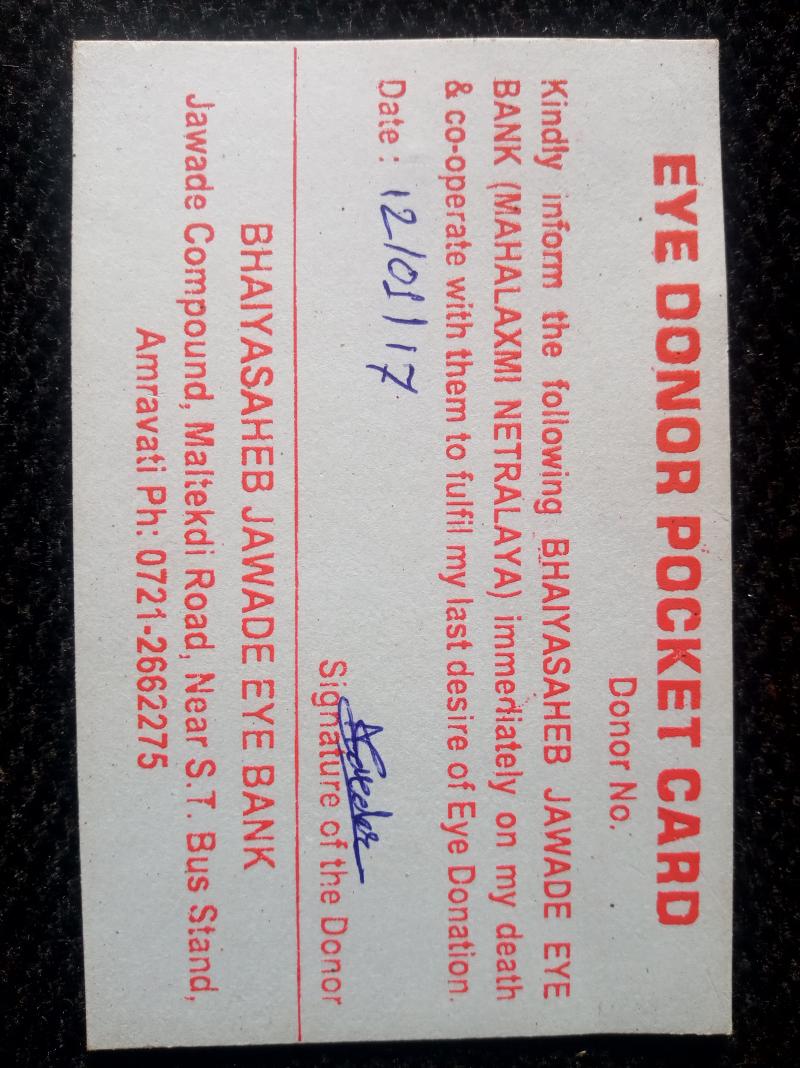 EYE DONOR POCKET CARD
Donor No.
Kindly inform the following BHAIYASAHEB JAWADE EYE
BANK (MAHALAXMI NETRALAYA) immediately on my death
& co-operate with them to fulfil my last desire of Eye Donation.
Date : 12/01/17
Signature of the Donor
BHAIYASAHEB JAWADE EYE BANK
Jawade Compound, Maltekdi Road, Near S.T. Bus Stand,
Amravati Ph: 0721-2662275